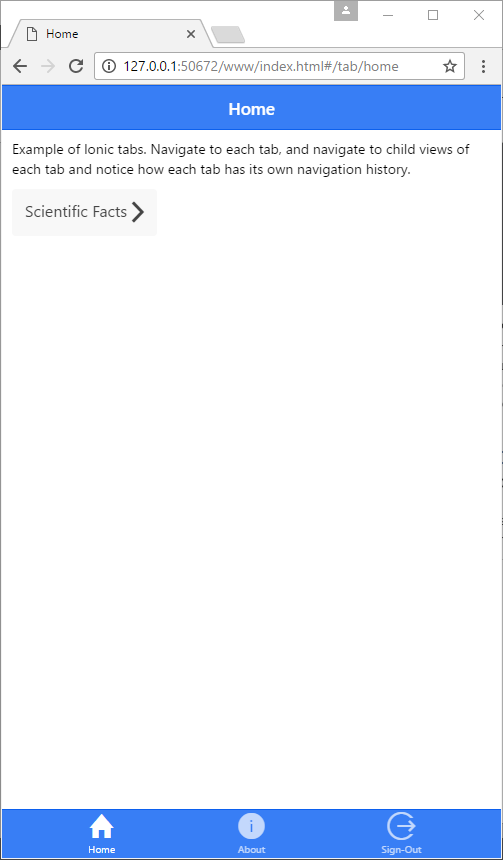 Home
127.0.0.1:50672/www/index.html#/tab/home
Home
Example of Ionic tabs. Navigate to each tab, and navigate to child views of
each tab and notice how each tab has its own navigation history.
Scientific Facts
Home
About
Sign-Out